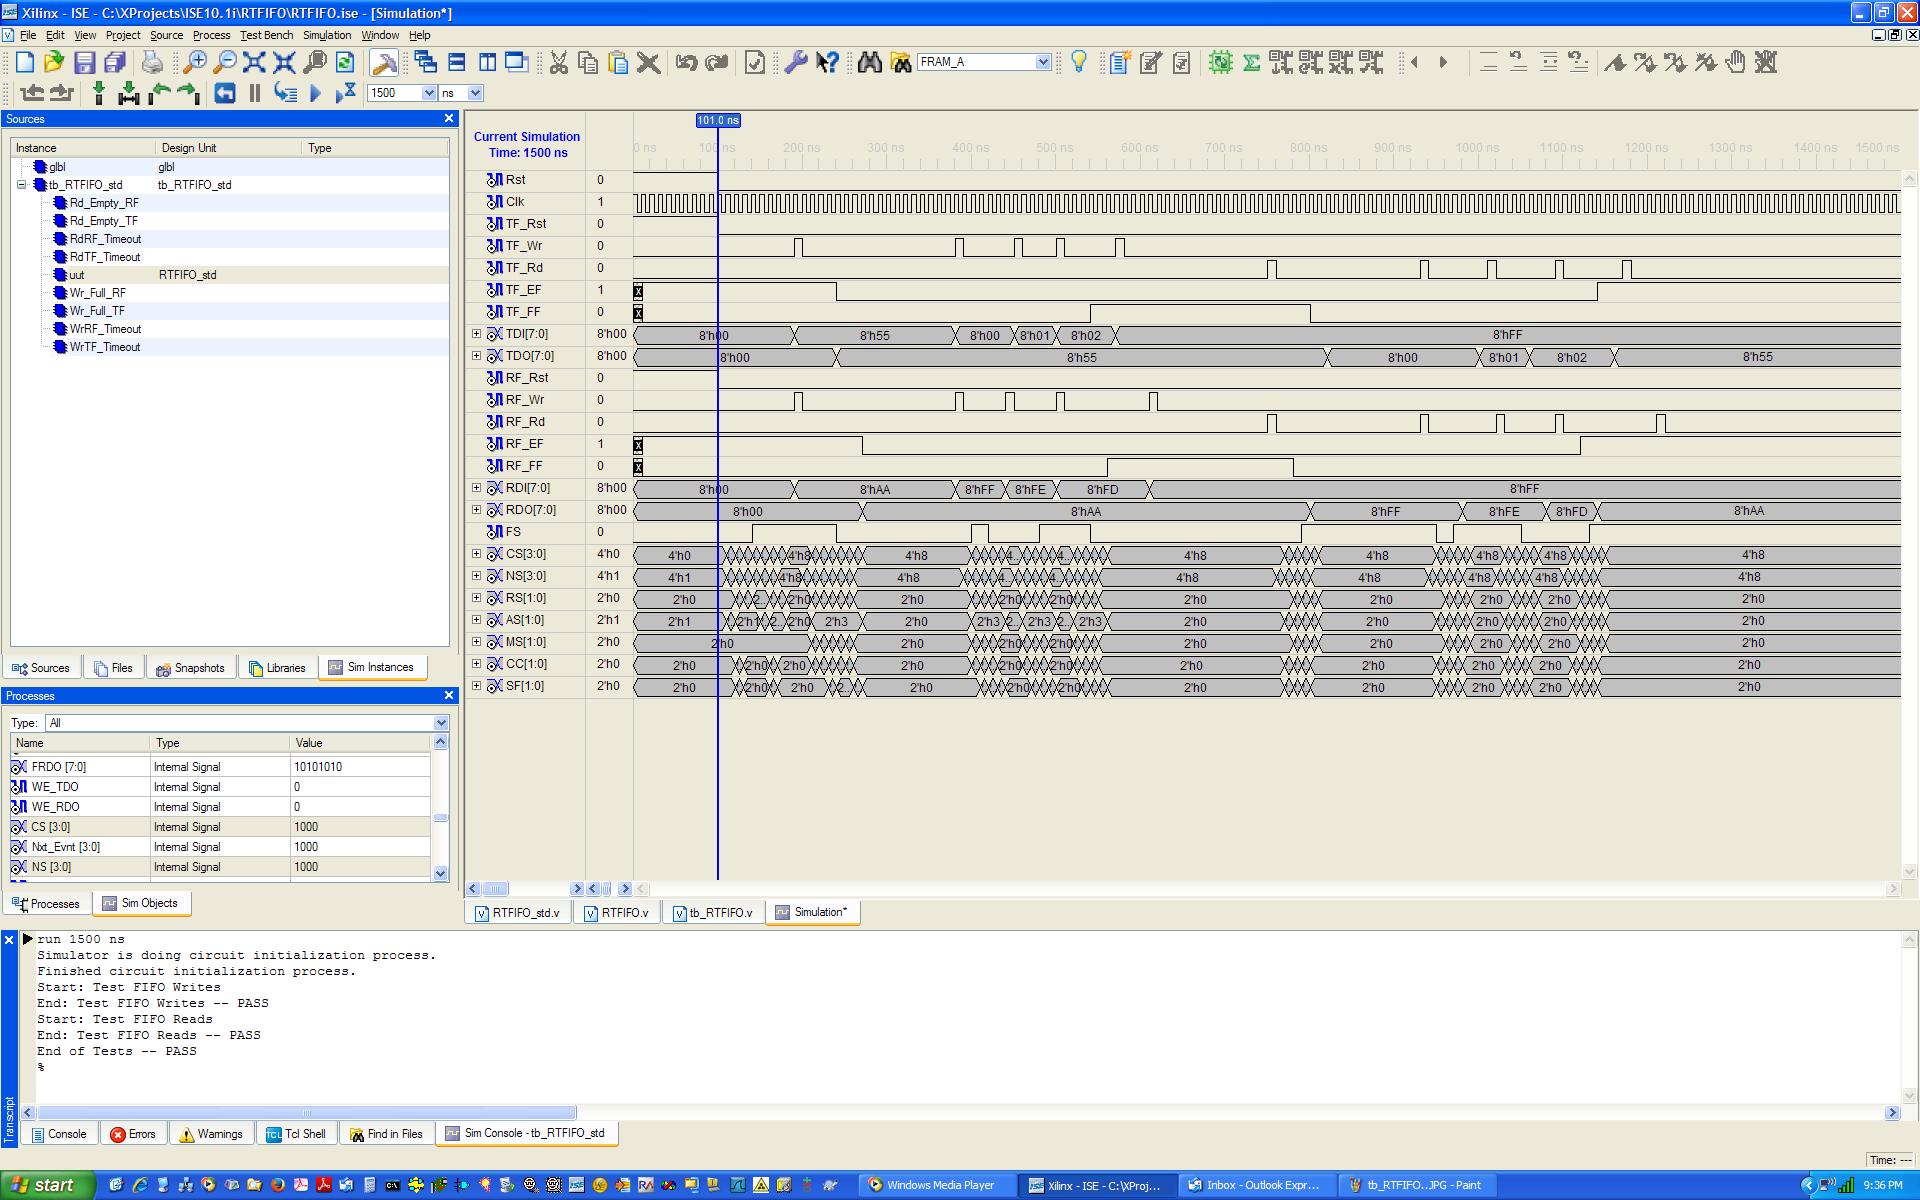 Xilinx - ISE - C:\XProjects\ISE10.1i\RTFIFO\RTFIFO.ise - [Simulation*]
File Edit View Project Source Process Test Bench Simulation Window Help
FRAM_A
1500 ns
Sources
Instance Design Unit Type
glbl glbl
tb_RTFIFO_std tb_RTFIFO_std
Rd_Empty_RF
Rd_Empty_TF
RdRF_Timeout
RdTF_Timeout
uut RTFIFO_std
Wr_Full_RF
Wr_Full_TF
WrRF_Timeout
WrTF_Timeout
Sources Files Snapshots Libraries Sim Instances
Processes
Type: All
Name Type Value
FRDO [7:0] Internal Signal 10101010
WE_TDO Internal Signal 0
WE_RDO Internal Signal 0
CS [3:0] Internal Signal 1000
Nxt_Evnt [3:0] Internal Signal 1000
NS [3:0] Internal Signal 1000
Processes Sim Objects
101.0 ns
Current Simulation
Time: 1500 ns
0 ns 100 ns 200 ns 300 ns 400 ns 500 ns 600 ns 700 ns 800 ns 900 ns 1000 ns 1100 ns 1200 ns 1300 ns 1400 ns 1500 ns
Rst 0
Clk 1
TF_Rst 0
TF_Wr 0
TF_Rd 0
TF_EF 1 X
TF_FF 0 X
TDI[7:0] 8'h00 8'h00 8'h55 8'h00 8'h01 8'h02 8'hFF
TDO[7:0] 8'h00 8'h00 8'h55 8'h00 8'h01 8'h02 8'h55
RF_Rst 0
RF_Wr 0
RF_Rd 0
RF_EF 1 X
RF_FF 0 X
RDI[7:0] 8'h00 8'h00 8'hAA 8'hFF 8'hFE 8'hFD 8'hFF
RDO[7:0] 8'h00 8'h00 8'hAA 8'hFF 8'hFE 8'hFD 8'hAA
FS 0
CS[3:0] 4'h0 4'h0 4'h8 4'h8 4... 4... 4'h8 4'h8 4'h8 4'h8 4'h8
NS[3:0] 4'h1 4'h1 4'h8 4'h8 4... 4... 4'h8 4'h8 4'h8 4'h8 4'h8
RS[1:0] 2'h0 2'h0 2... 2'h0 2'h0 2'h0 2'h0 2'h0 2'h0 2'h0 2'h0 2'h0
AS[1:0] 2'h1 2'h1 2'h1 2... 2'h0 2'h3 2'h0 2'h3 2... 2'h3 2... 2'h3 2'h0 2'h0 2'h0 2'h0 2'h0
MS[1:0] 2'h0 2'h0 2'h0 2'h0 2'h0 2'h0 2'h0 2'h0 2'h0 2'h0
CC[1:0] 2'h0 2'h0 2'h0 2'h0 2'h0 2'h0 2'h0 2'h0 2'h0 2'h0 2'h0 2'h0
SF[1:0] 2'h0 2'h0 2'h0 2'h0 2... 2'h0 2'h0 2'h0 2'h0 2'h0 2'h0 2'h0 2'h0
RTFIFO_std.v RTFIFO.v tb_RTFIFO.v Simulation*
run 1500 ns
Simulator is doing circuit initialization process.
Finished circuit initialization process.
Start: Test FIFO Writes
End: Test FIFO Writes -- PASS
Start: Test FIFO Reads
End: Test FIFO Reads -- PASS
End of Tests -- PASS
%
Transcript
Console Errors Warnings Tcl Shell Find in Files Sim Console - tb_RTFIFO_std
Time: ---
start Windows Media Player Xilinx - ISE - C:\XProj... Inbox - Outlook Expr... tb_RTFIFO..JPG - Paint 9:36 PM